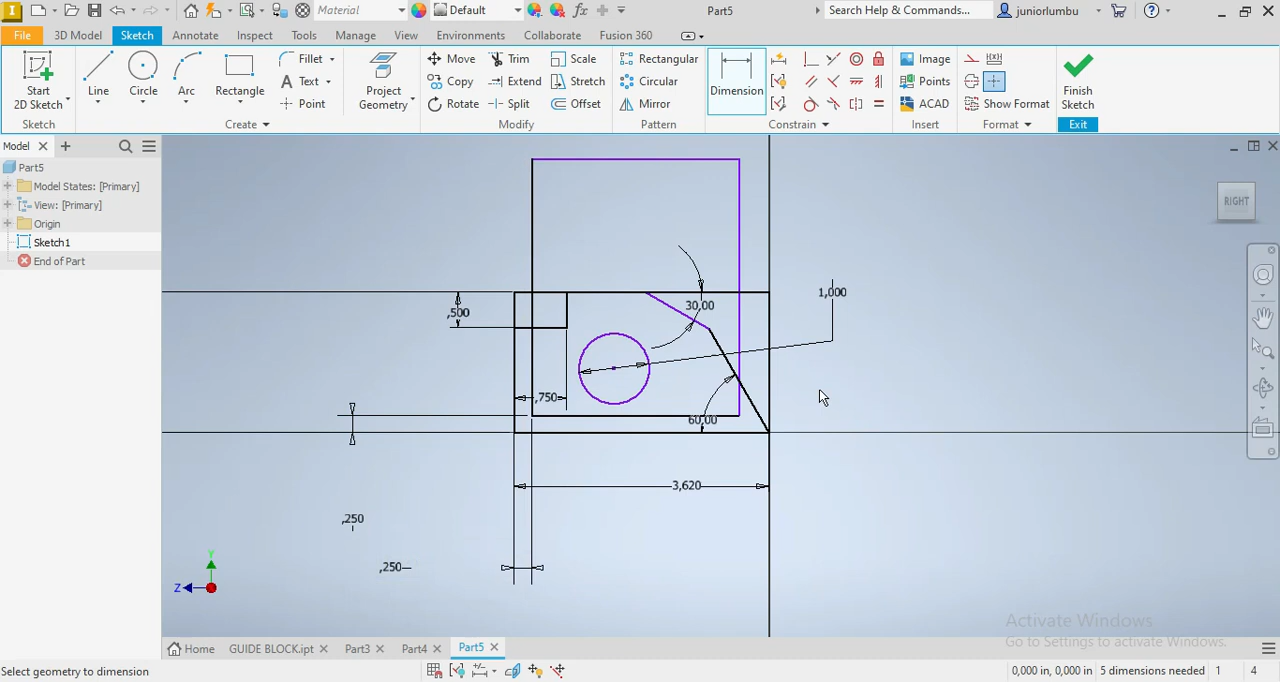 Material
Default
Part5
Search Help & Commands...
juniorlumbu
File
3D Model
Sketch
Annotate
Inspect
Tools
Manage
View
Environments
Collaborate
Fusion 360
Start
2D Sketch
Line
Circle
Arc
Rectangle
Fillet
Text
Point
Project
Geometry
Move
Copy
Rotate
Trim
Extend
Split
Scale
Stretch
Offset
Rectangular
Circular
Mirror
Dimension
Image
Points
ACAD
Show Format
Finish
Sketch
Sketch
Create
Modify
Pattern
Constrain
Insert
Format
Exit
Model
Part5
Model States: [Primary]
View: [Primary]
Origin
Sketch1
End of Part
RIGHT
1,000
30,00
,500
,750
60,00
3,620
,250
,250
Y
Z
Activate Windows
Go to Settings to activate Windows.
Home
GUIDE BLOCK.ipt
Part3
Part4
Part5
Select geometry to dimension
0,000 in, 0,000 in
5 dimensions needed
1
4